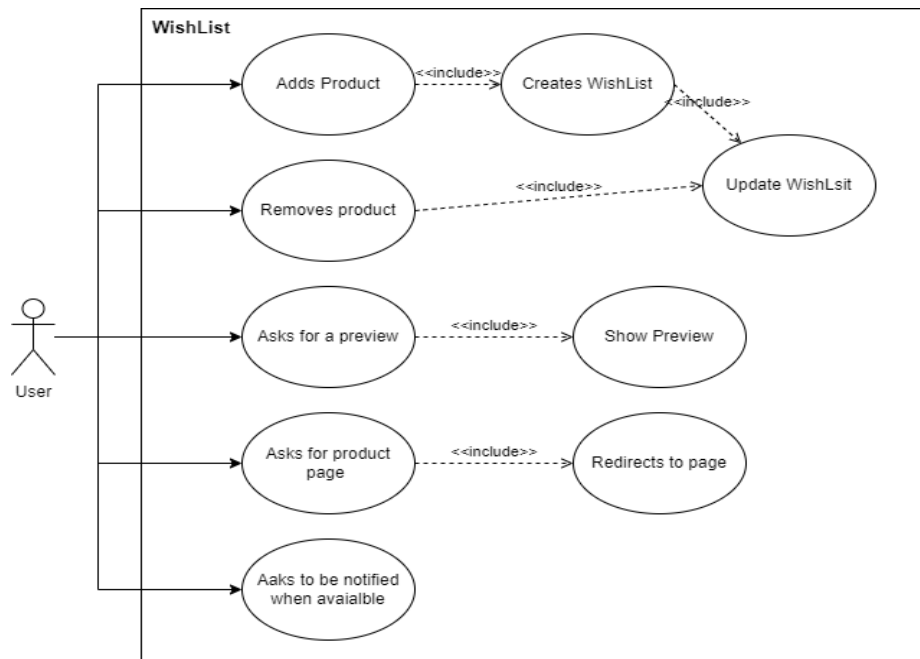 WishList
Adds Product
<<include>>
Creates WishList
<<include>>
Update WishLsit
Removes product
<<include>>
User
Asks for a preview
<<include>>
Show Preview
Asks for product
page
<<include>>
Redirects to page
Aaks to be notified
when avaialble